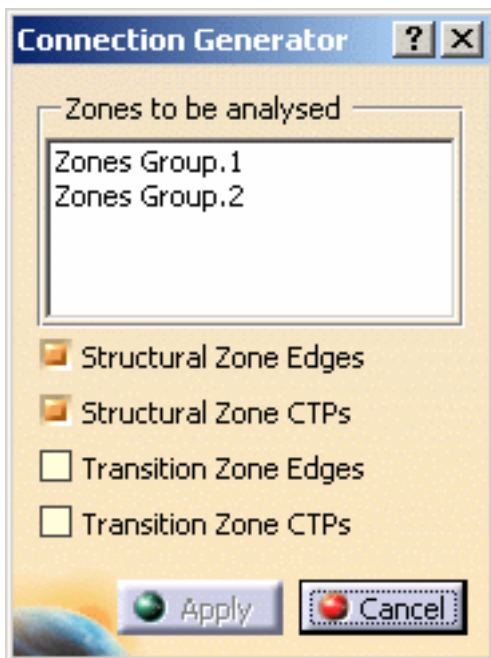 Connection Generator ? X
Zones to be analysed
Zones Group.1
Zones Group.2
Structural Zone Edges
Structural Zone CTPs
Transition Zone Edges
Transition Zone CTPs
Apply Cancel